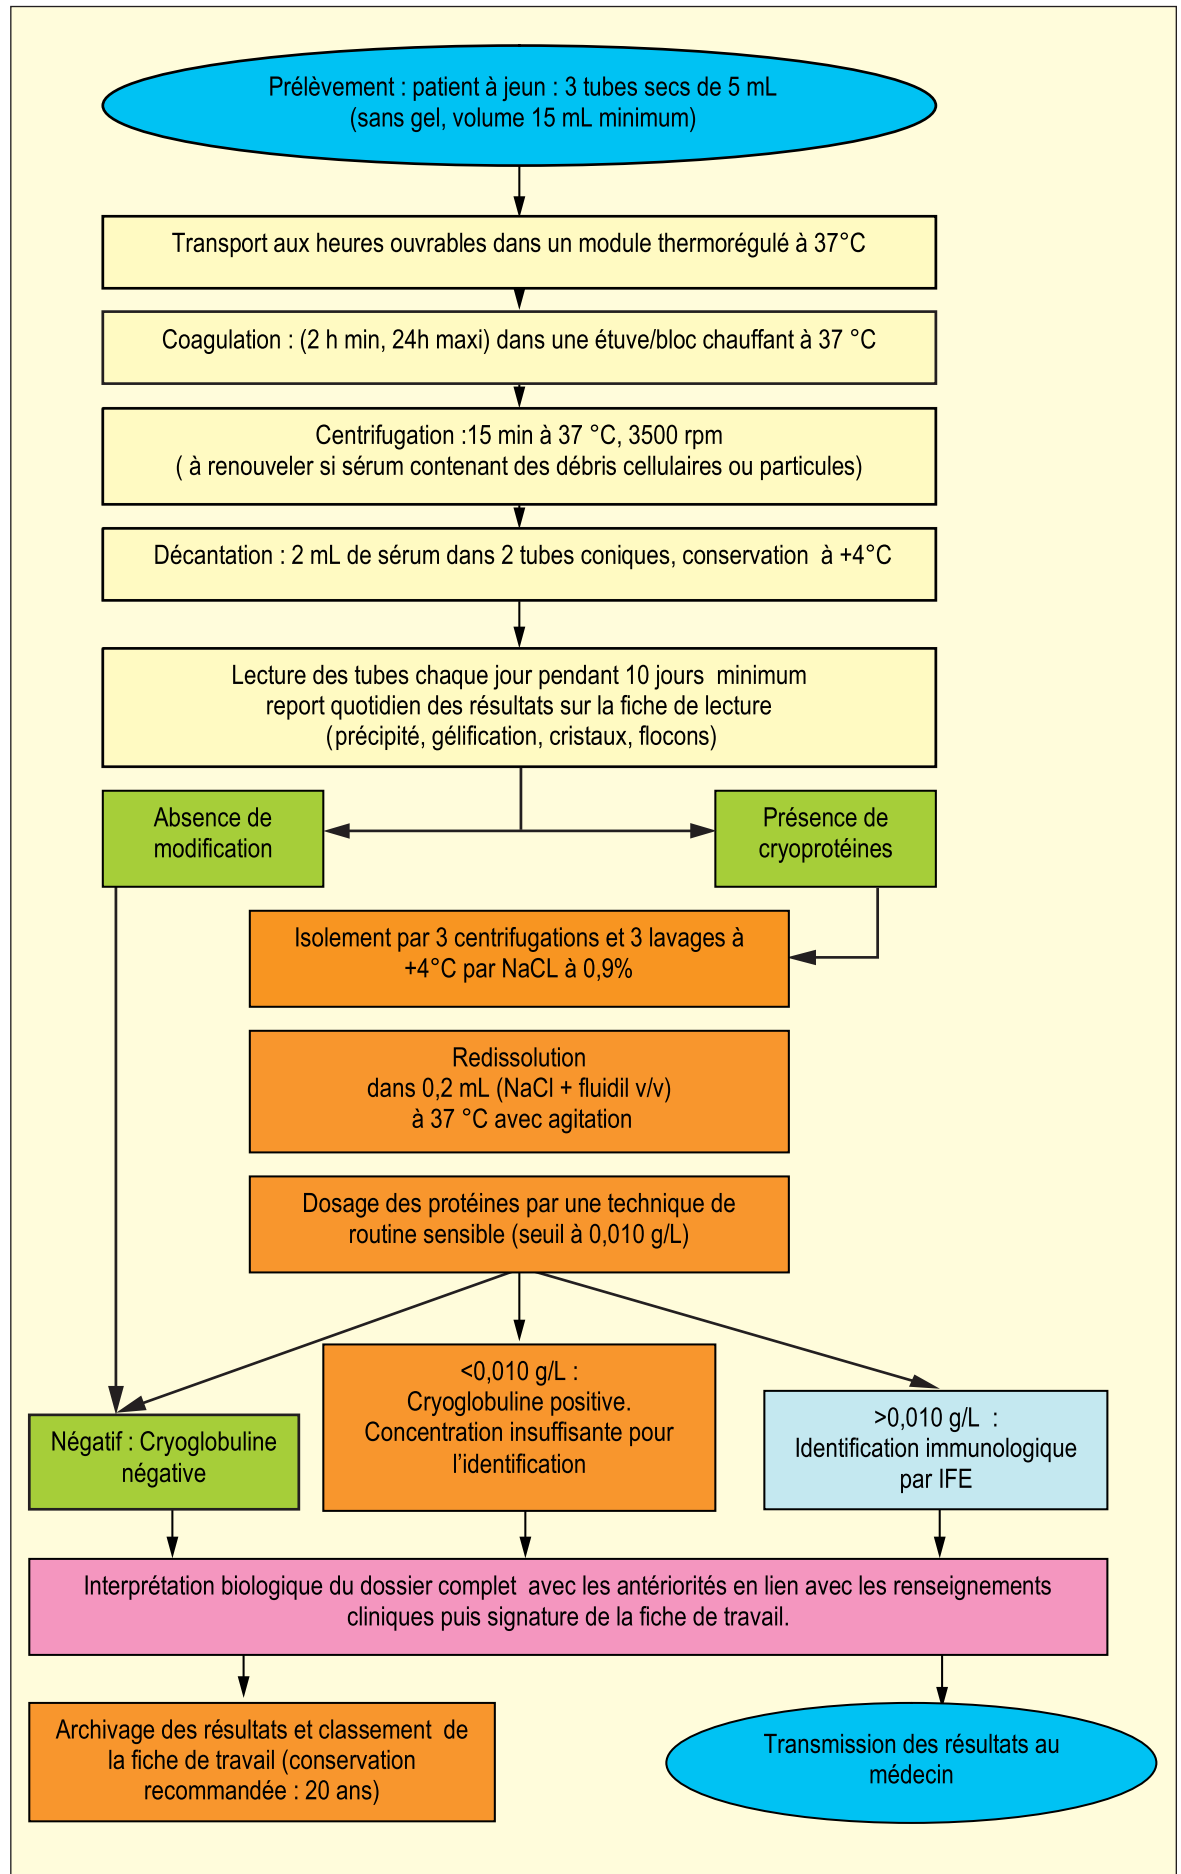 Prélèvement : patient à jeun : 3 tubes secs de 5 mL
(sans gel, volume 15 mL minimum)
Transport aux heures ouvrables dans un module thermorégulé à 37°C
Coagulation : (2 h min, 24h maxi) dans une étuve/bloc chauffant à 37 °C
Centrifugation :15 min à 37 °C, 3500 rpm
( à renouveler si sérum contenant des débris cellulaires ou particules)
Décantation : 2 mL de sérum dans 2 tubes coniques, conservation  à +4°C
Lecture des tubes chaque jour pendant 10 jours  minimum
report quotidien des résultats sur la fiche de lecture
(précipité, gélification, cristaux, flocons)
Absence de
modification
Présence de
cryoprotéines
Isolement par 3 centrifugations et 3 lavages à
+4°C par NaCL à 0,9%
Redissolution
dans 0,2 mL (NaCl + fluidil v/v)
à 37 °C avec agitation
Dosage des protéines par une technique de
routine sensible (seuil à 0,010 g/L)
Négatif : Cryoglobuline
négative
<0,010 g/L :
Cryoglobuline positive.
Concentration insuffisante pour
l’identification
>0,010 g/L  :
Identification immunologique
par IFE
Interprétation biologique du dossier complet  avec les antériorités en lien avec les renseignements
cliniques puis signature de la fiche de travail.
Archivage des résultats et classement  de
la fiche de travail (conservation
recommandée : 20 ans)
Transmission des résultats au
médecin